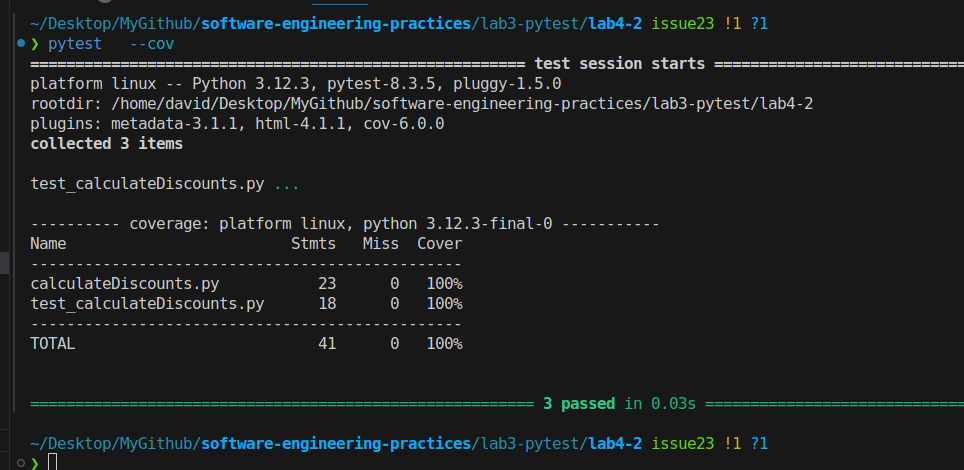 ~/Desktop/MyGithub/software-engineering-practices/lab3-pytest/lab4-2 issue23 !1 ?1
❯ pytest   --cov
======================================================= test session starts ============================
platform linux -- Python 3.12.3, pytest-8.3.5, pluggy-1.5.0
rootdir: /home/david/Desktop/MyGithub/software-engineering-practices/lab3-pytest/lab4-2
plugins: metadata-3.1.1, html-4.1.1, cov-6.0.0
collected 3 items
test_calculateDiscounts.py ...
---------- coverage: platform linux, python 3.12.3-final-0 -----------
Name                         Stmts   Miss  Cover
------------------------------------------------
calculateDiscounts.py           23      0   100%
test_calculateDiscounts.py      18      0   100%
------------------------------------------------
TOTAL                           41      0   100%
======================================================== 3 passed in 0.03s =============================
~/Desktop/MyGithub/software-engineering-practices/lab3-pytest/lab4-2 issue23 !1 ?1
❯